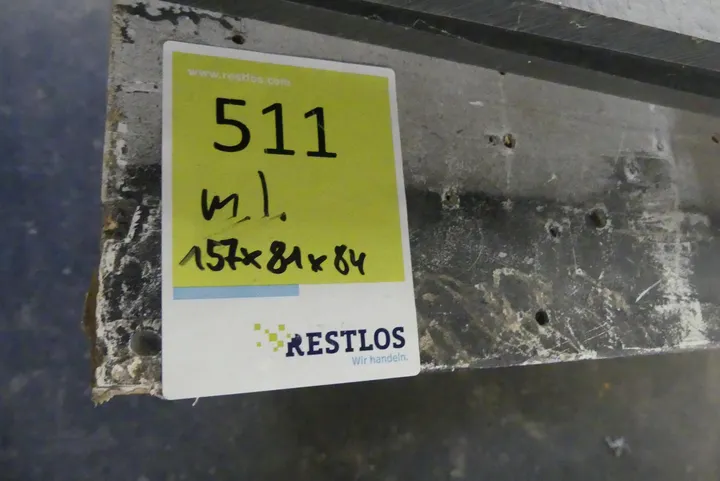 www.restlos.com
511
m.l.
157x81x84
RESTLOS
Wir handeln.